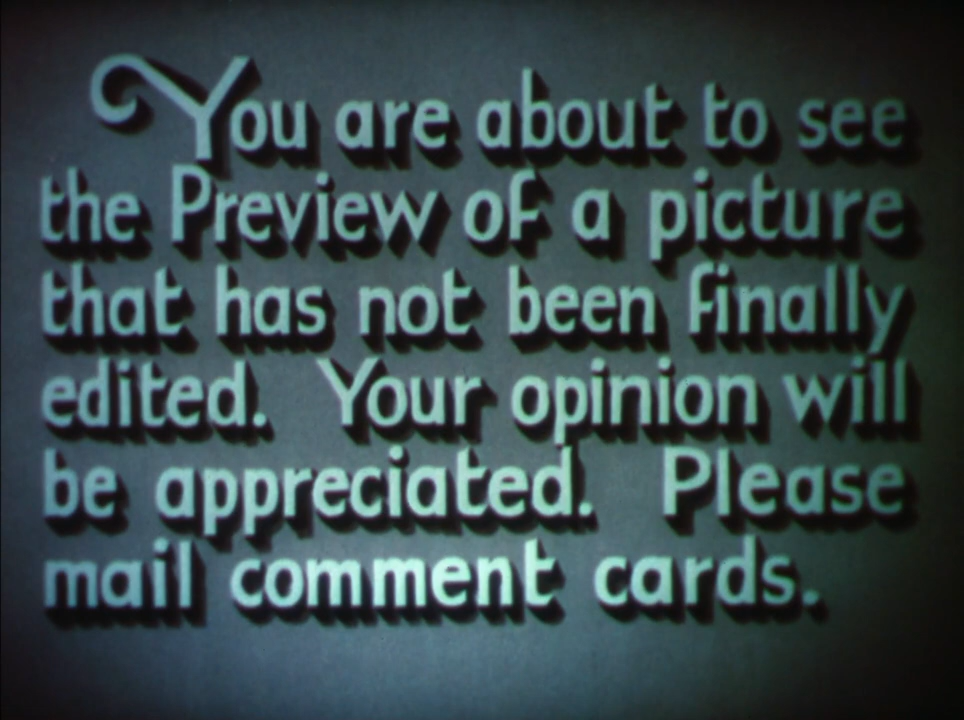 You are about to see
the Preview of a picture
that has not been finally
edited. Your opinion will
be appreciated. Please
mail comment cards.